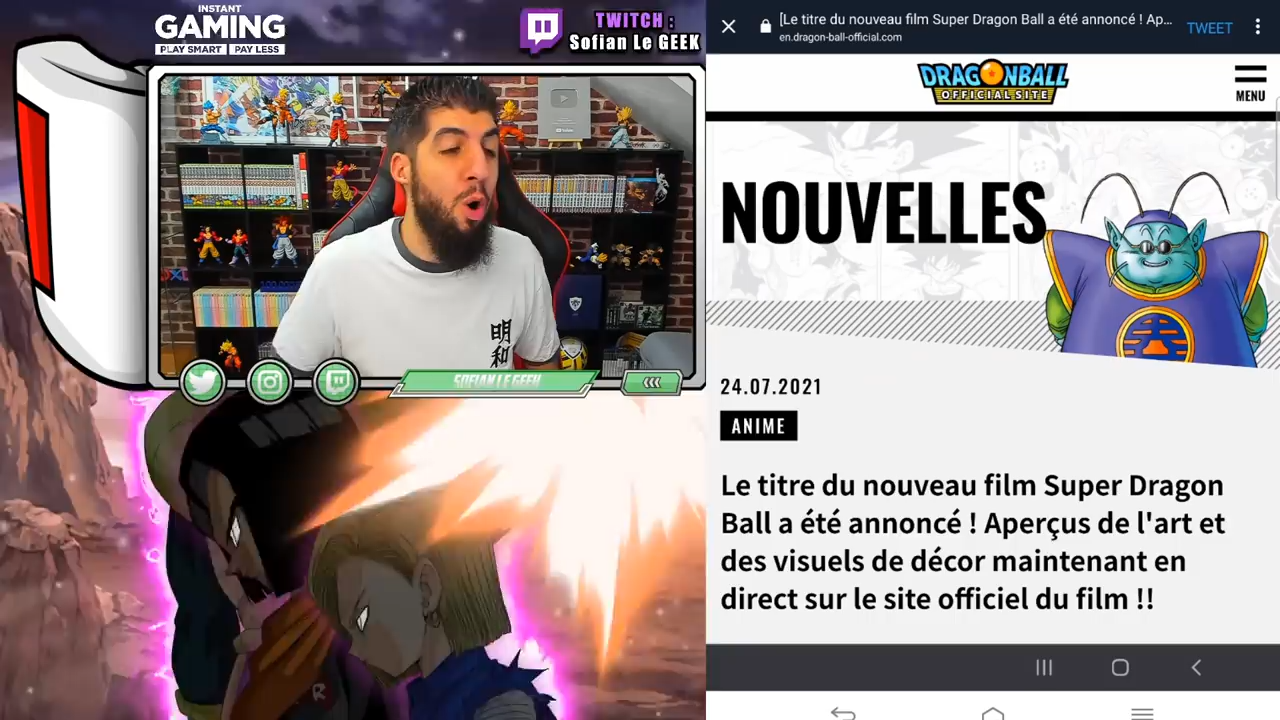 INSTANT
GAMING
PLAY SMART | PAY LESS
TWITCH :
Sofian Le GEEK
明
和
SOFIAN LE GEEK
R
[Le titre du nouveau film Super Dragon Ball a été annoncé ! Ap...
en.dragon-ball-official.com
TWEET
DRAGONBALL
OFFICIAL SITE
MENU
NOUVELLES
24.07.2021
ANIME
Le titre du nouveau film Super Dragon
Ball a été annoncé ! Aperçus de l'art et
des visuels de décor maintenant en
direct sur le site officiel du film !!